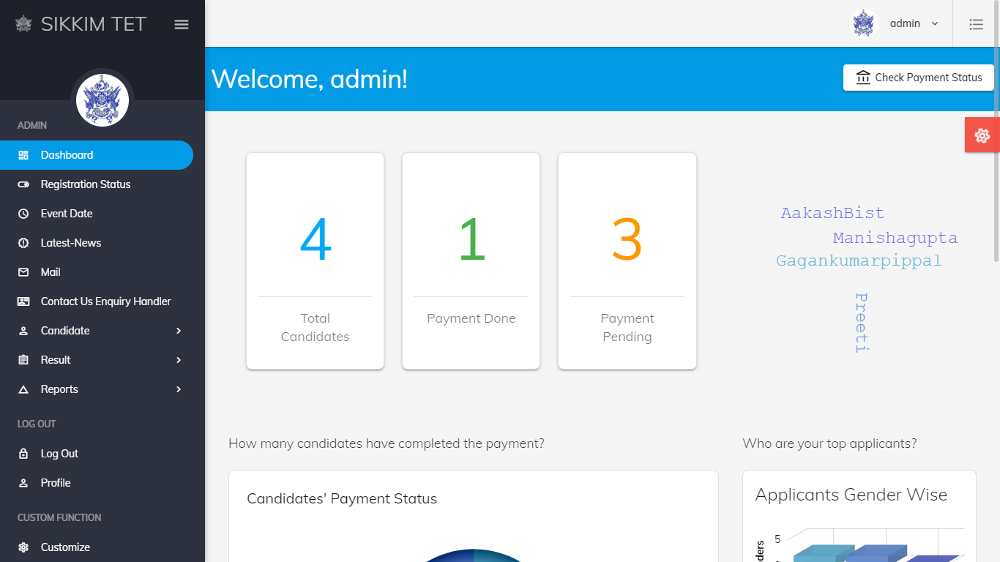 SIKKIM TET
admin
Welcome, admin!
Check Payment Status
ADMIN
Dashboard
Registration Status
Event Date
Latest-News
Mail
Contact Us Enquiry Handler
Candidate
Result
Reports
LOG OUT
Log Out
Profile
CUSTOM FUNCTION
Customize
4
Total
Candidates
1
Payment Done
3
Payment
Pending
AakashBist
Manishagupta
Gagankumarpippal
Preeti
How many candidates have completed the payment?
Who are your top applicants?
Candidates' Payment Status
Applicants Gender Wise
5